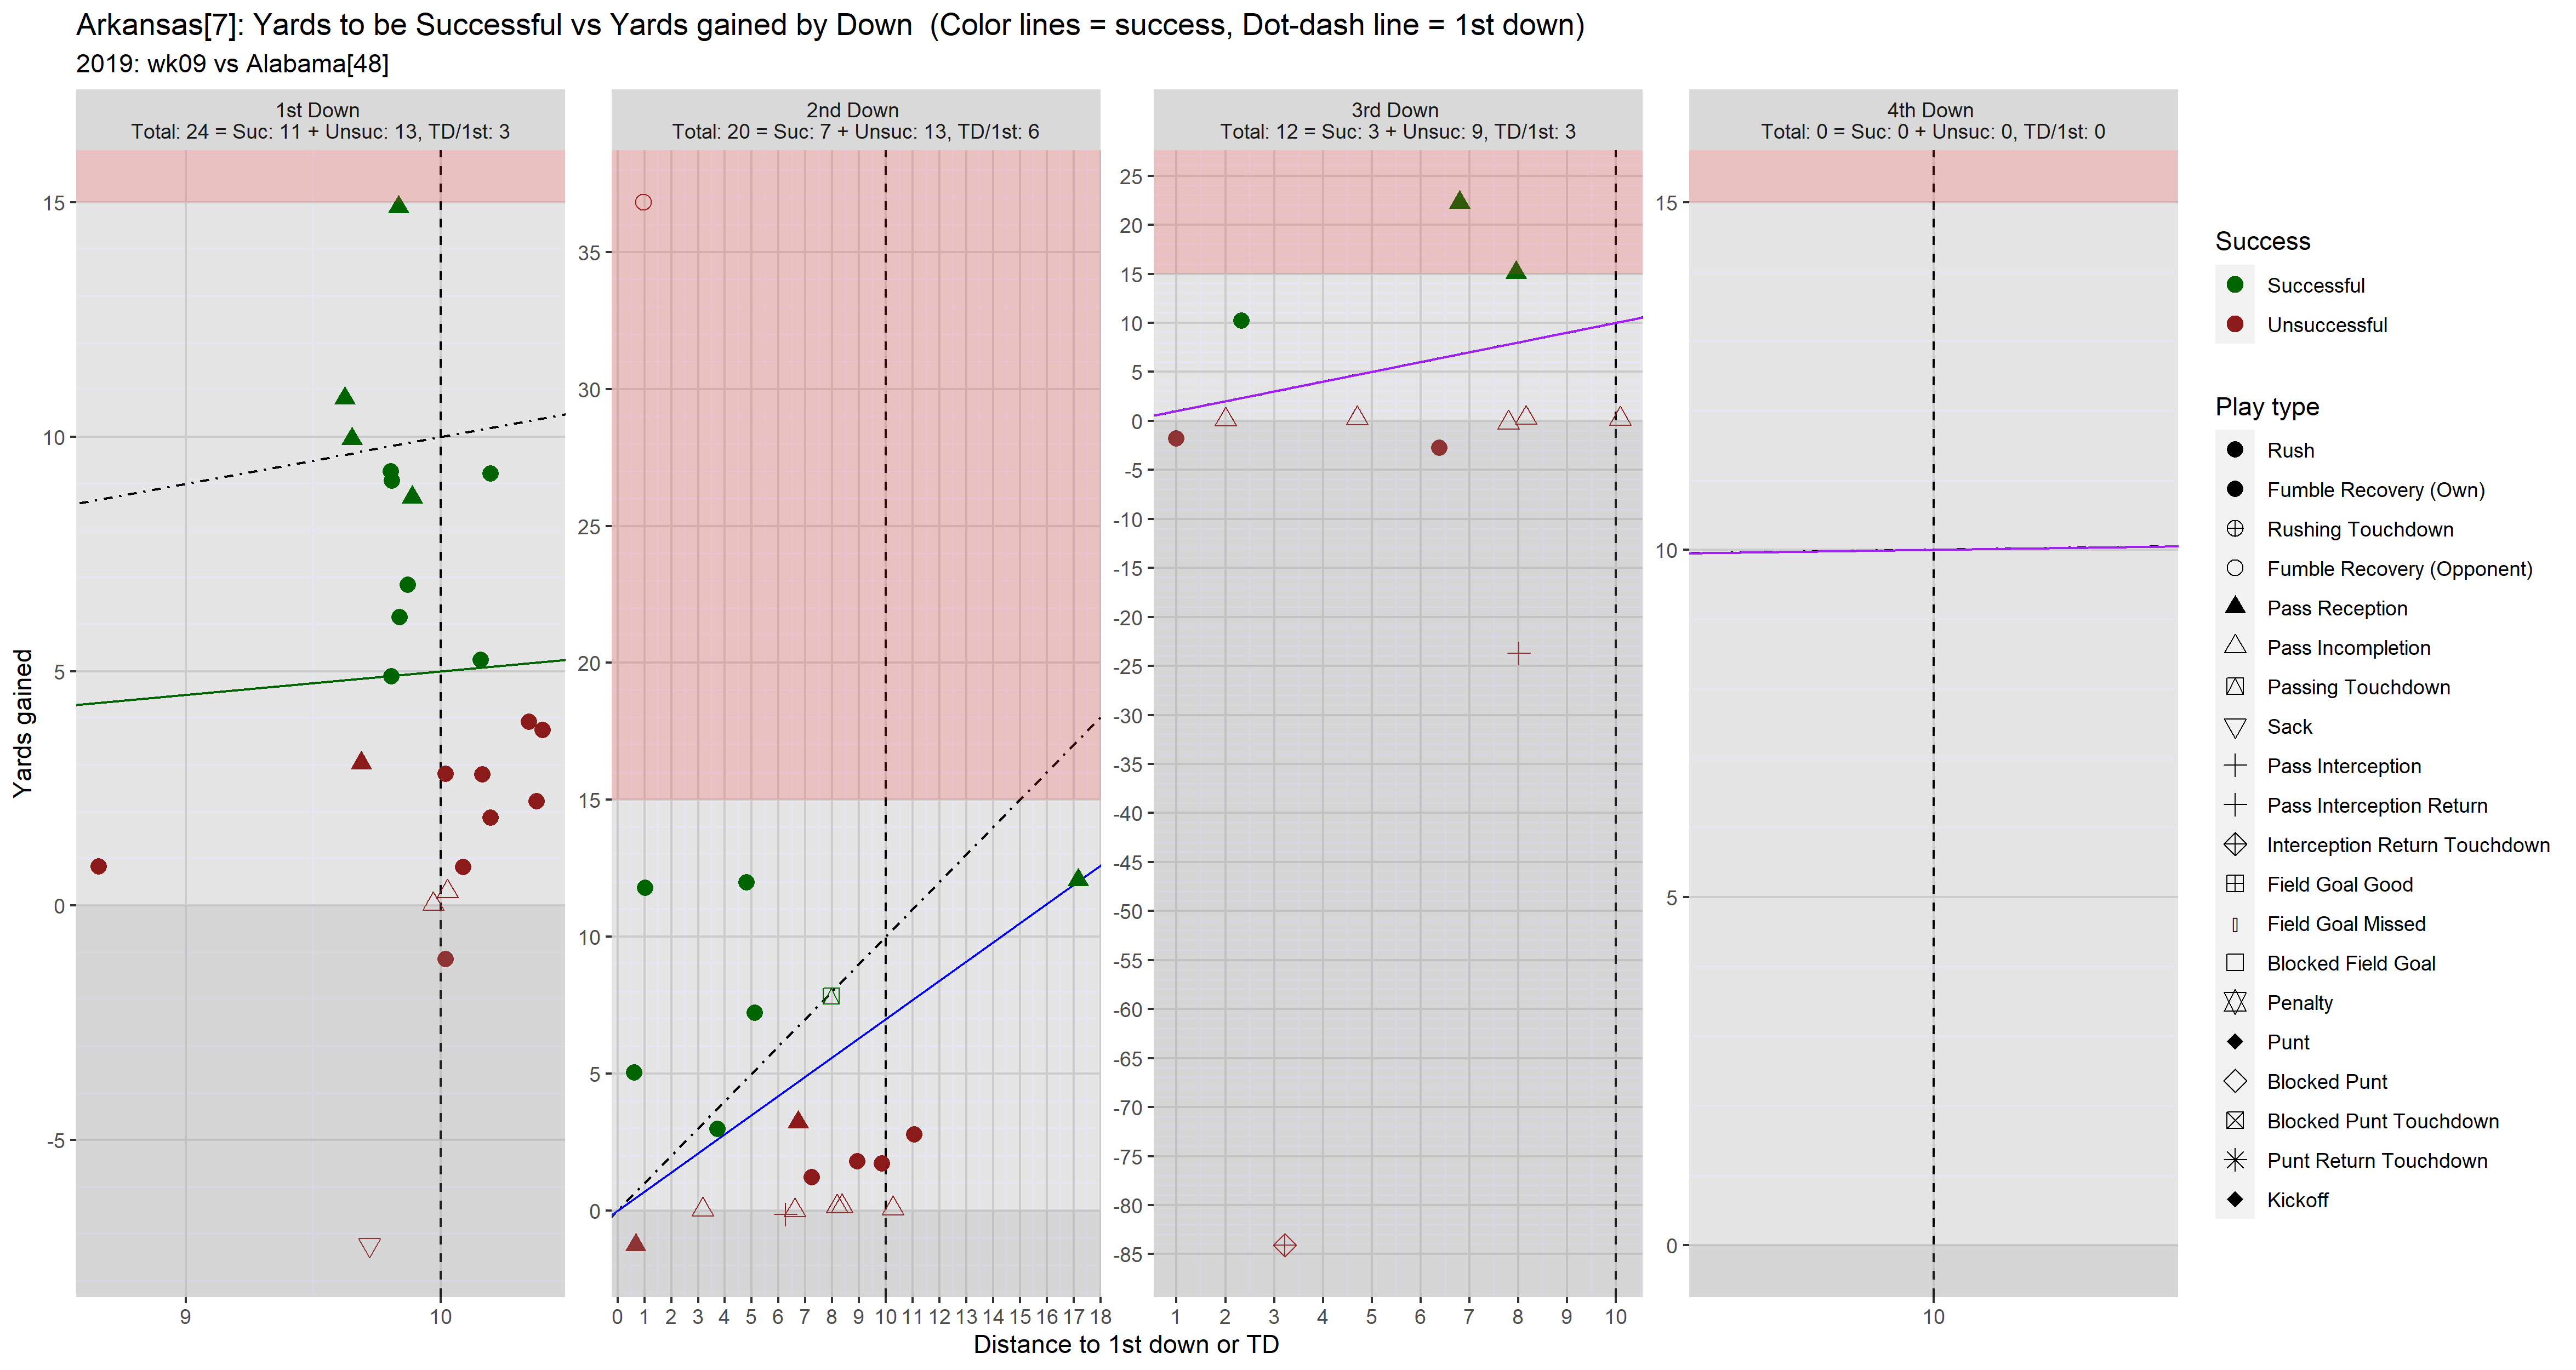 Arkansas[7]: Yards to be Successful vs Yards gained by Down  (Color lines = success, Dot-dash line = 1st down)
2019: wk09 vs Alabama[48]
1st Down
Total: 24 = Suc: 11 + Unsuc: 13, TD/1st: 3
2nd Down
Total: 20 = Suc: 7 + Unsuc: 13, TD/1st: 6
3rd Down
Total: 12 = Suc: 3 + Unsuc: 9, TD/1st: 3
4th Down
Total: 0 = Suc: 0 + Unsuc: 0, TD/1st: 0
Yards gained
15
10
5
0
-5
9
10
35
30
25
20
15
10
5
0
0 1 2 3 4 5 6 7 8 9 10 11 12 13 14 15 16 17 18
25
20
15
10
5
0
-5
-10
-15
-20
-25
-30
-35
-40
-45
-50
-55
-60
-65
-70
-75
-80
-85
1 2 3 4 5 6 7 8 9 10
15
10
5
0
10
Distance to 1st down or TD
Success
Successful
Unsuccessful
Play type
Rush
Fumble Recovery (Own)
Rushing Touchdown
Fumble Recovery (Opponent)
Pass Reception
Pass Incompletion
Passing Touchdown
Sack
Pass Interception
Pass Interception Return
Interception Return Touchdown
Field Goal Good
Field Goal Missed
Blocked Field Goal
Penalty
Punt
Blocked Punt
Blocked Punt Touchdown
Punt Return Touchdown
Kickoff